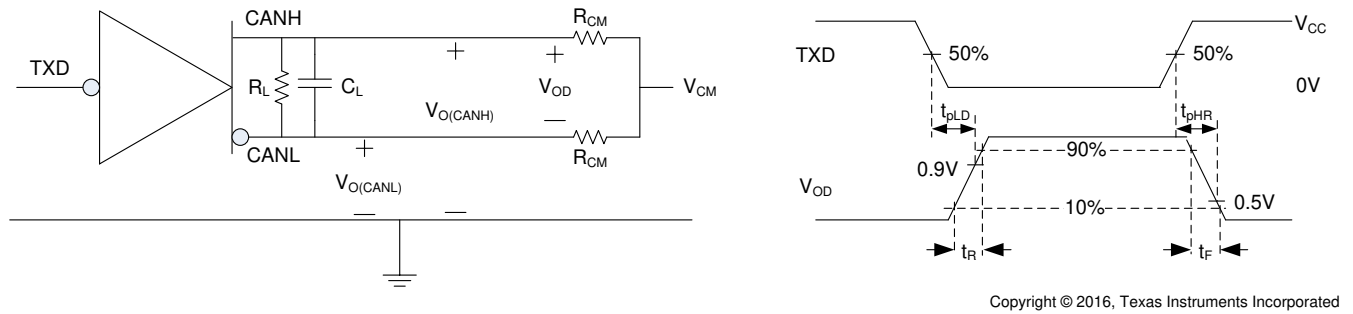 CANH
TXD
R_L
C_L
R_CM
V_OD
V_CM
V_O(CANH)
CANL
R_CM
V_O(CANL)
TXD
50%
50%
V_CC
0V
t_pLD
t_pHR
90%
0.9V
V_OD
10%
0.5V
t_R
t_F
Copyright © 2016, Texas Instruments Incorporated